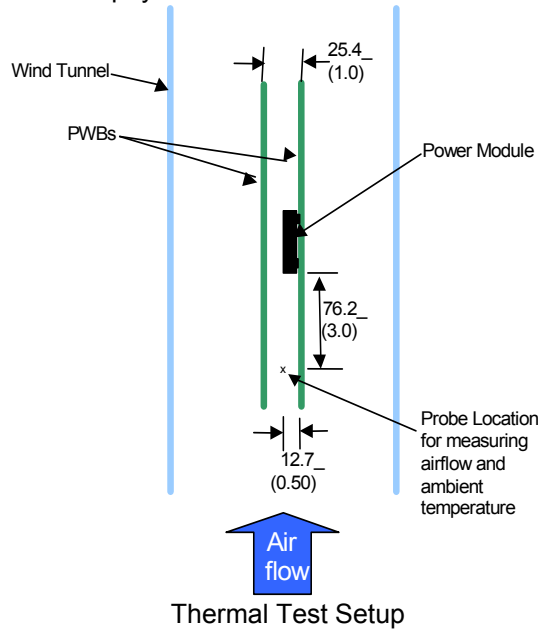 25.4_
(1.0)
Wind Tunnel
PWBs
Power Module
76.2_
(3.0)
x
Probe Location
for measuring
airflow and
ambient
temperature
12.7_
(0.50)
Air
flow
Thermal Test Setup